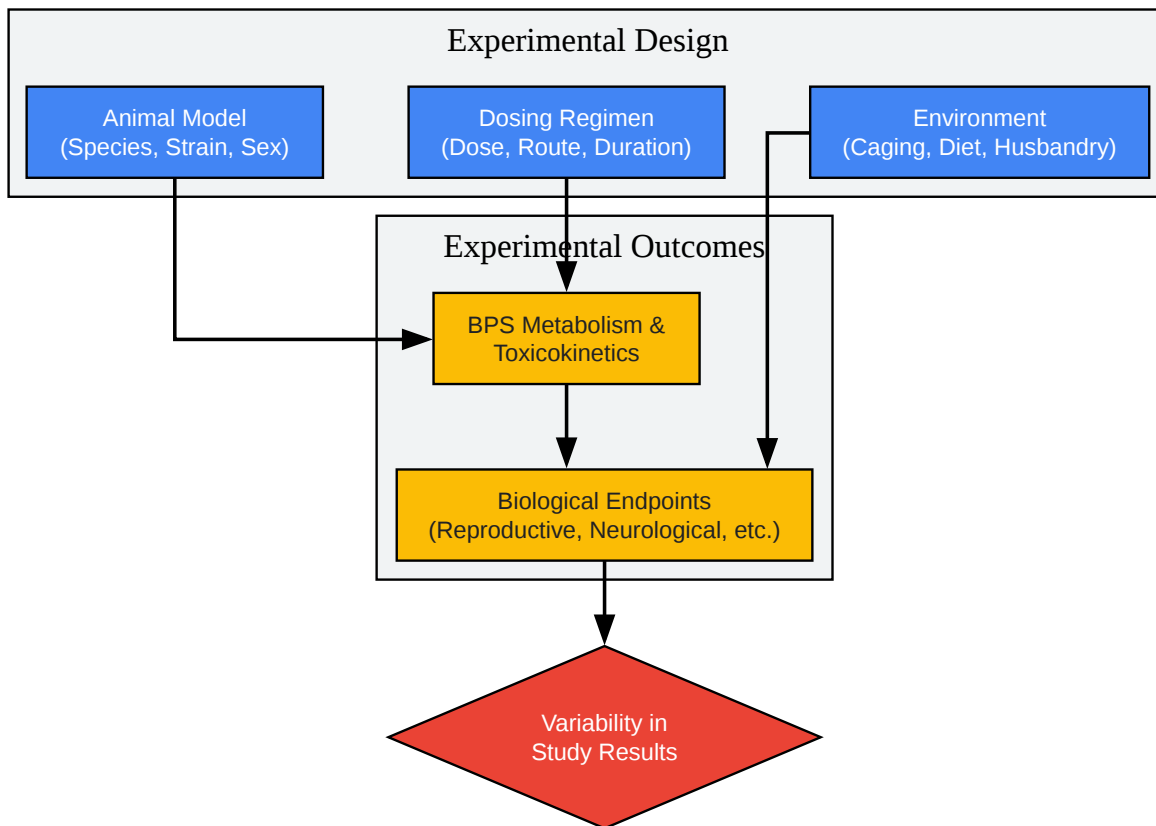 Experimental Design
Animal Model
(Species, Strain, Sex)
Dosing Regimen
(Dose, Route, Duration)
Environment
(Caging, Diet, Husbandry)
Experimental Outcomes
BPS Metabolism &
Toxicokinetics
Biological Endpoints
(Reproductive, Neurological, etc.)
Variability in
Study Results